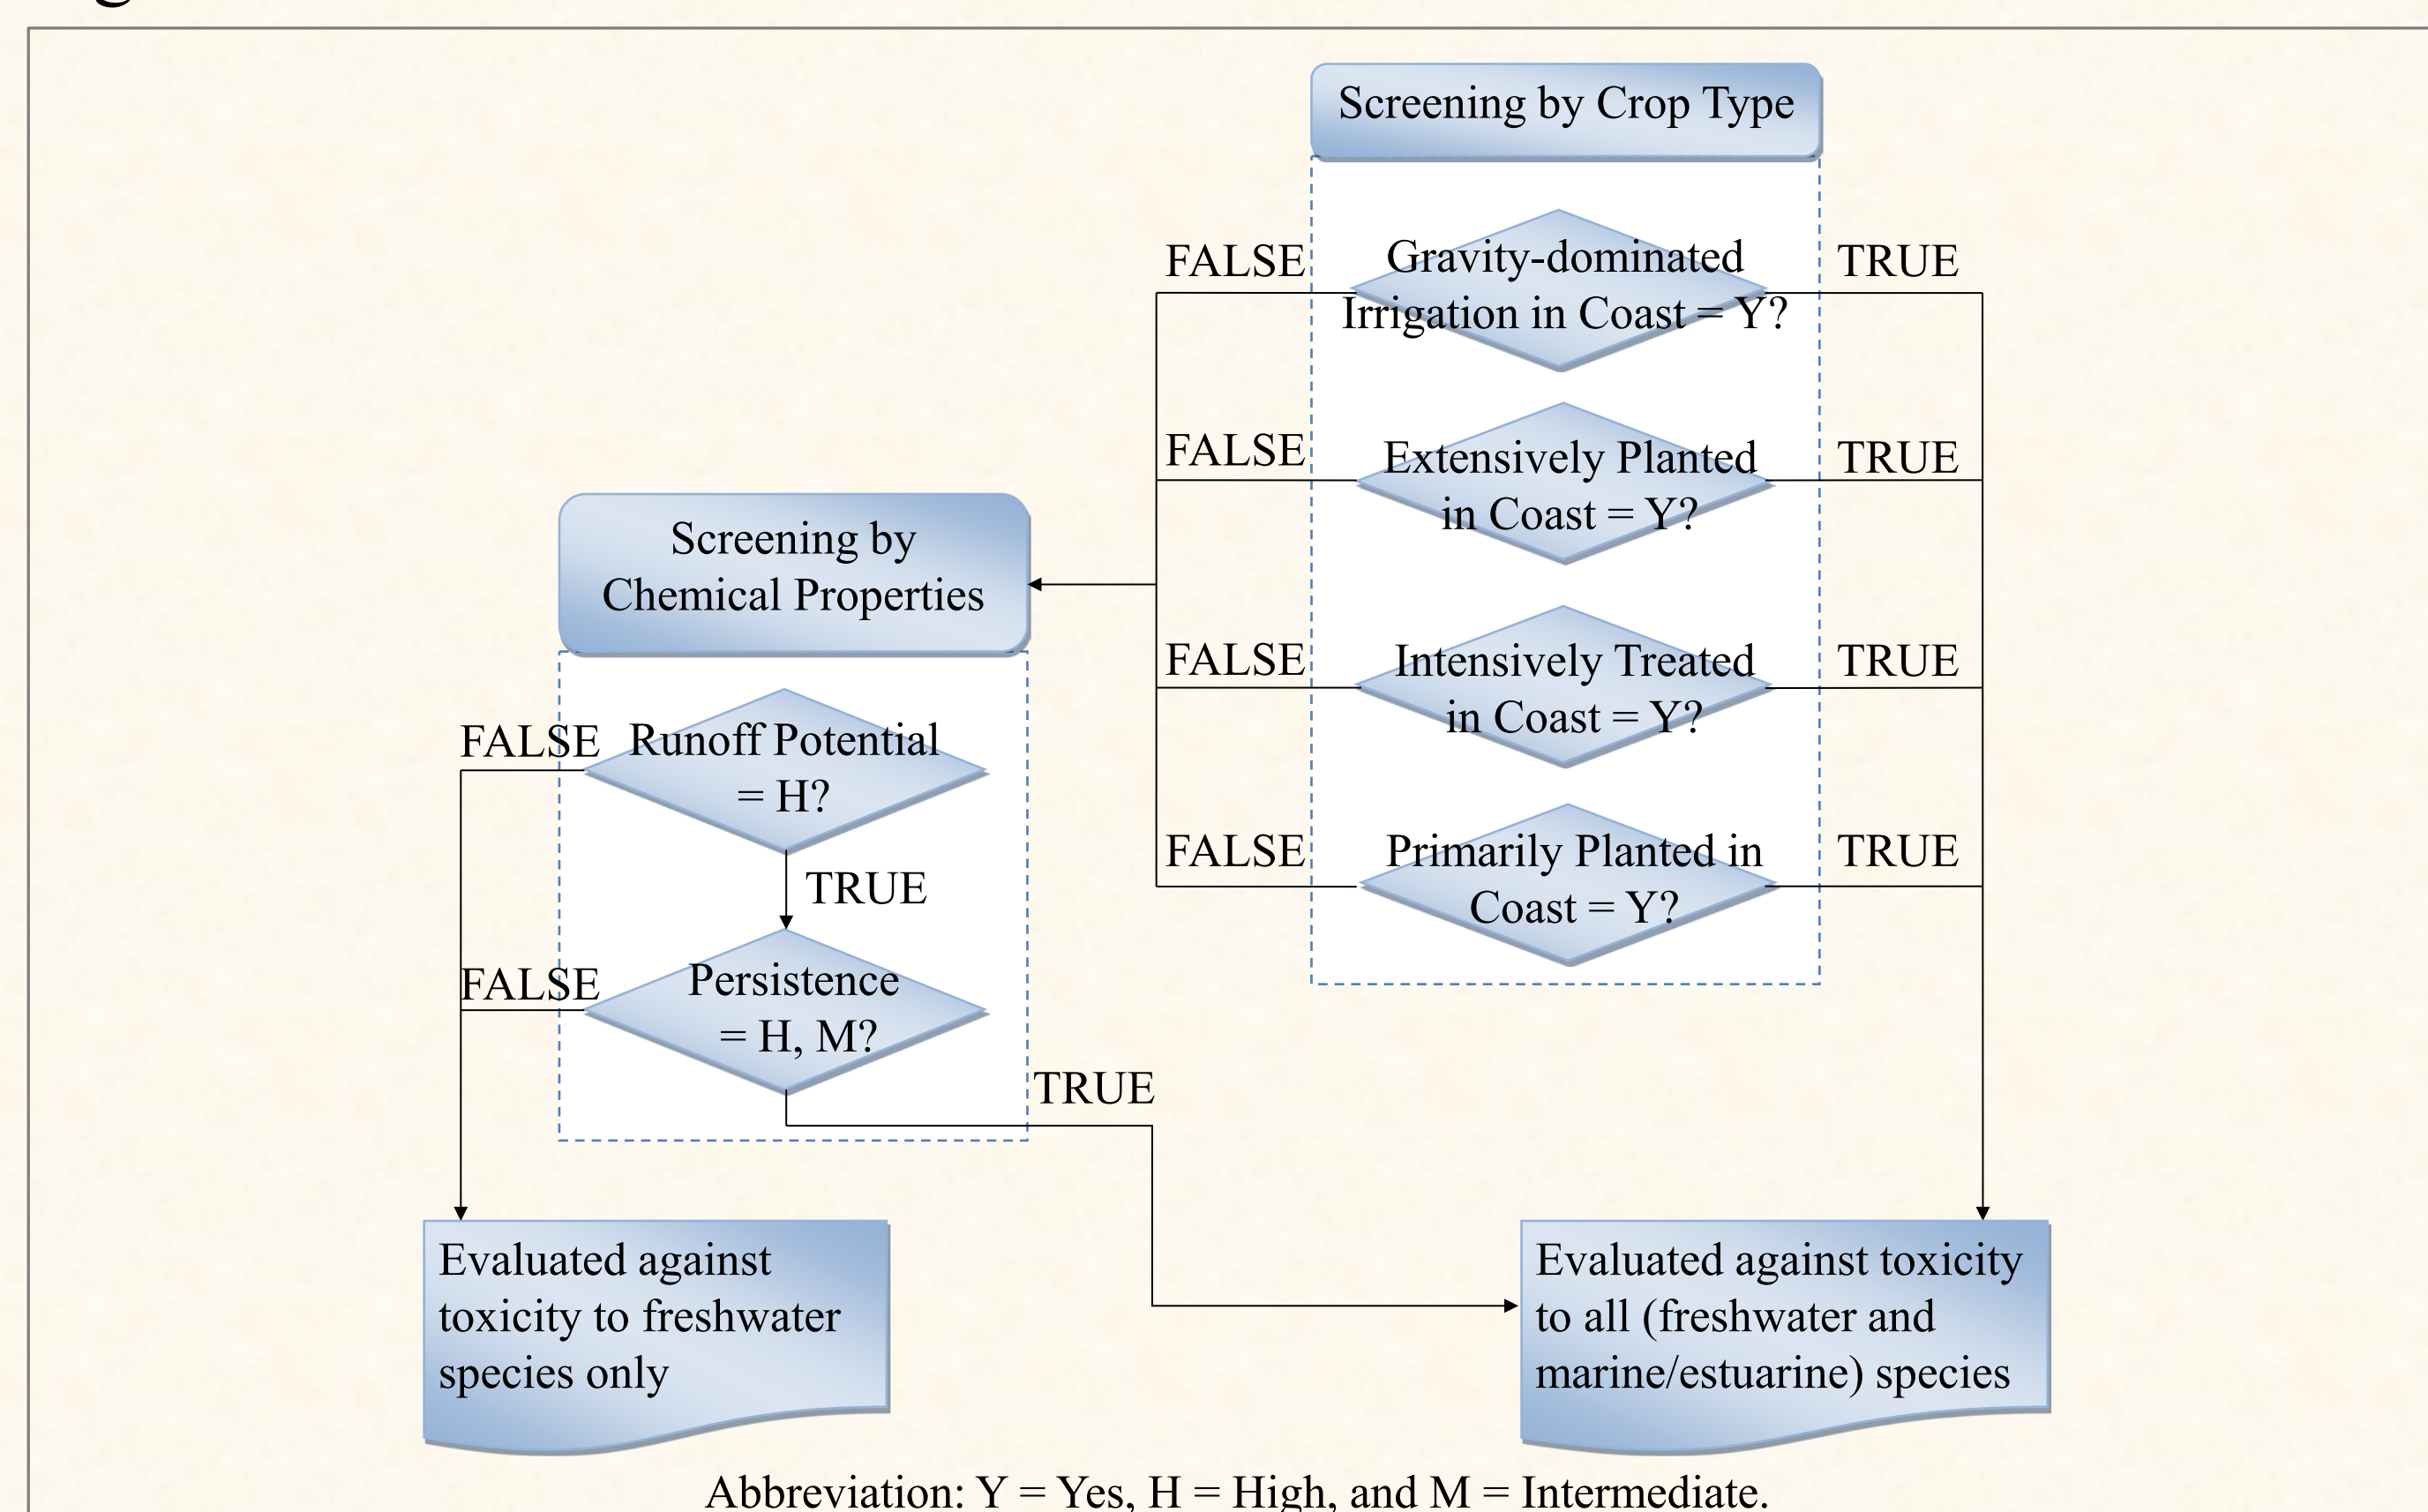 Screening by Crop Type
FALSE
Gravity-dominated
Irrigation in Coast = Y?
TRUE
FALSE
Extensively Planted
in Coast = Y?
TRUE
FALSE
Intensively Treated
in Coast = Y?
TRUE
FALSE
Primarily Planted in
Coast = Y?
TRUE
Screening by
Chemical Properties
FALSE
Runoff Potential
= H?
TRUE
FALSE
Persistence
= H, M?
TRUE
Evaluated against
toxicity to freshwater
species only
Evaluated against toxicity
to all (freshwater and
marine/estuarine) species
Abbreviation: Y = Yes, H = High, and M = Intermediate.